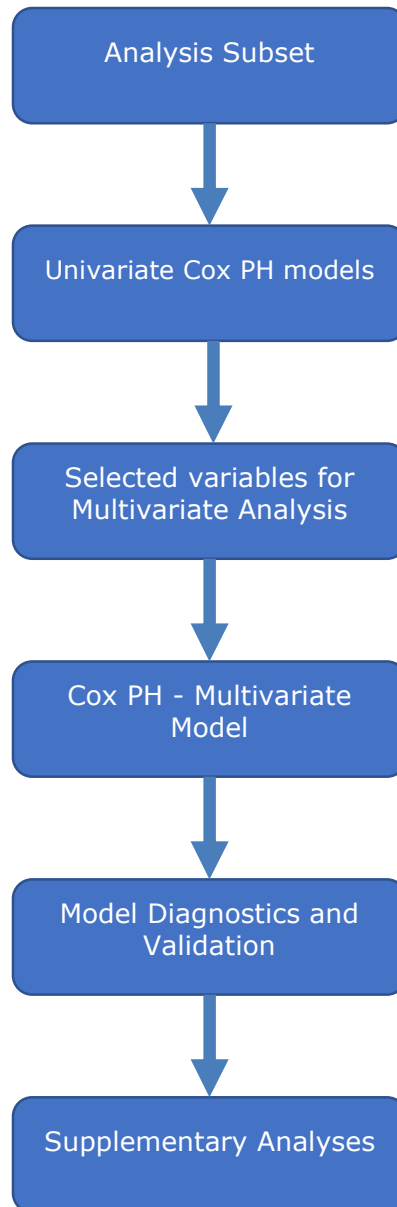 Analysis Subset
Univariate Cox PH models
Selected variables for
Multivariate Analysis
Cox PH - Multivariate
Model
Model Diagnostics and
Validation
Supplementary Analyses